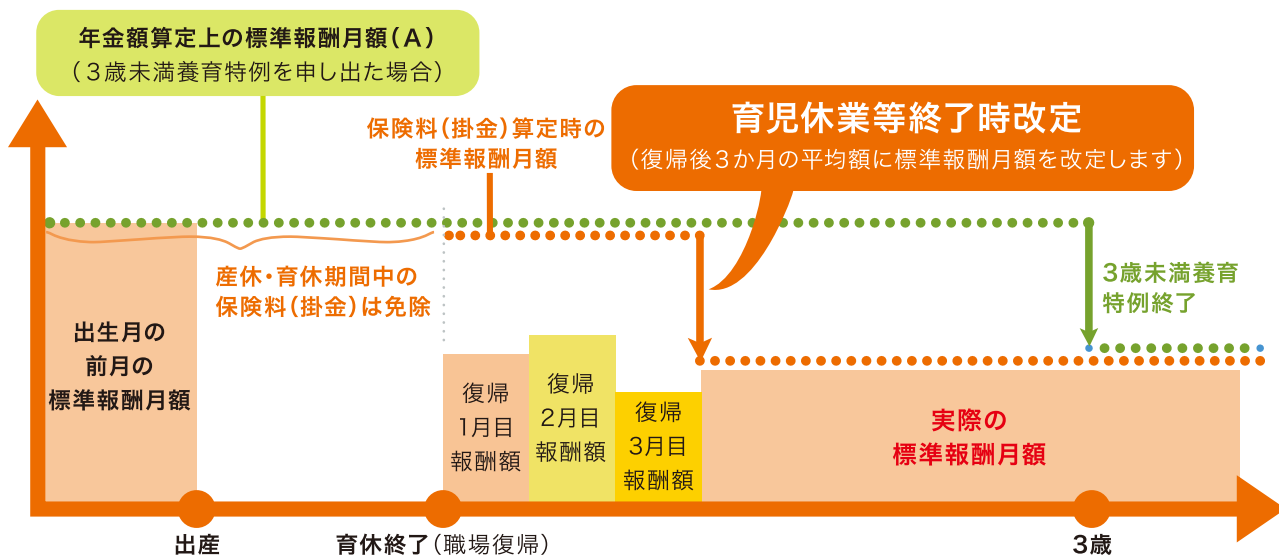 年金額算定上の標準報酬月額（A）
（３歳未満養育特例を申し出た場合）
保険料（掛金）算定時の
標準報酬月額
育児休業等終了時改定
（復帰後３か月の平均額に標準報酬月額を改定します）
産休・育休期間中の
保険料（掛金）は免除
3歳未満養育
特例終了
出生月の
前月の
標準報酬月額
復帰
1月目
報酬額
復帰
2月目
報酬額
復帰
3月目
報酬額
実際の
標準報酬月額
出産
育休終了（職場復帰）
3歳